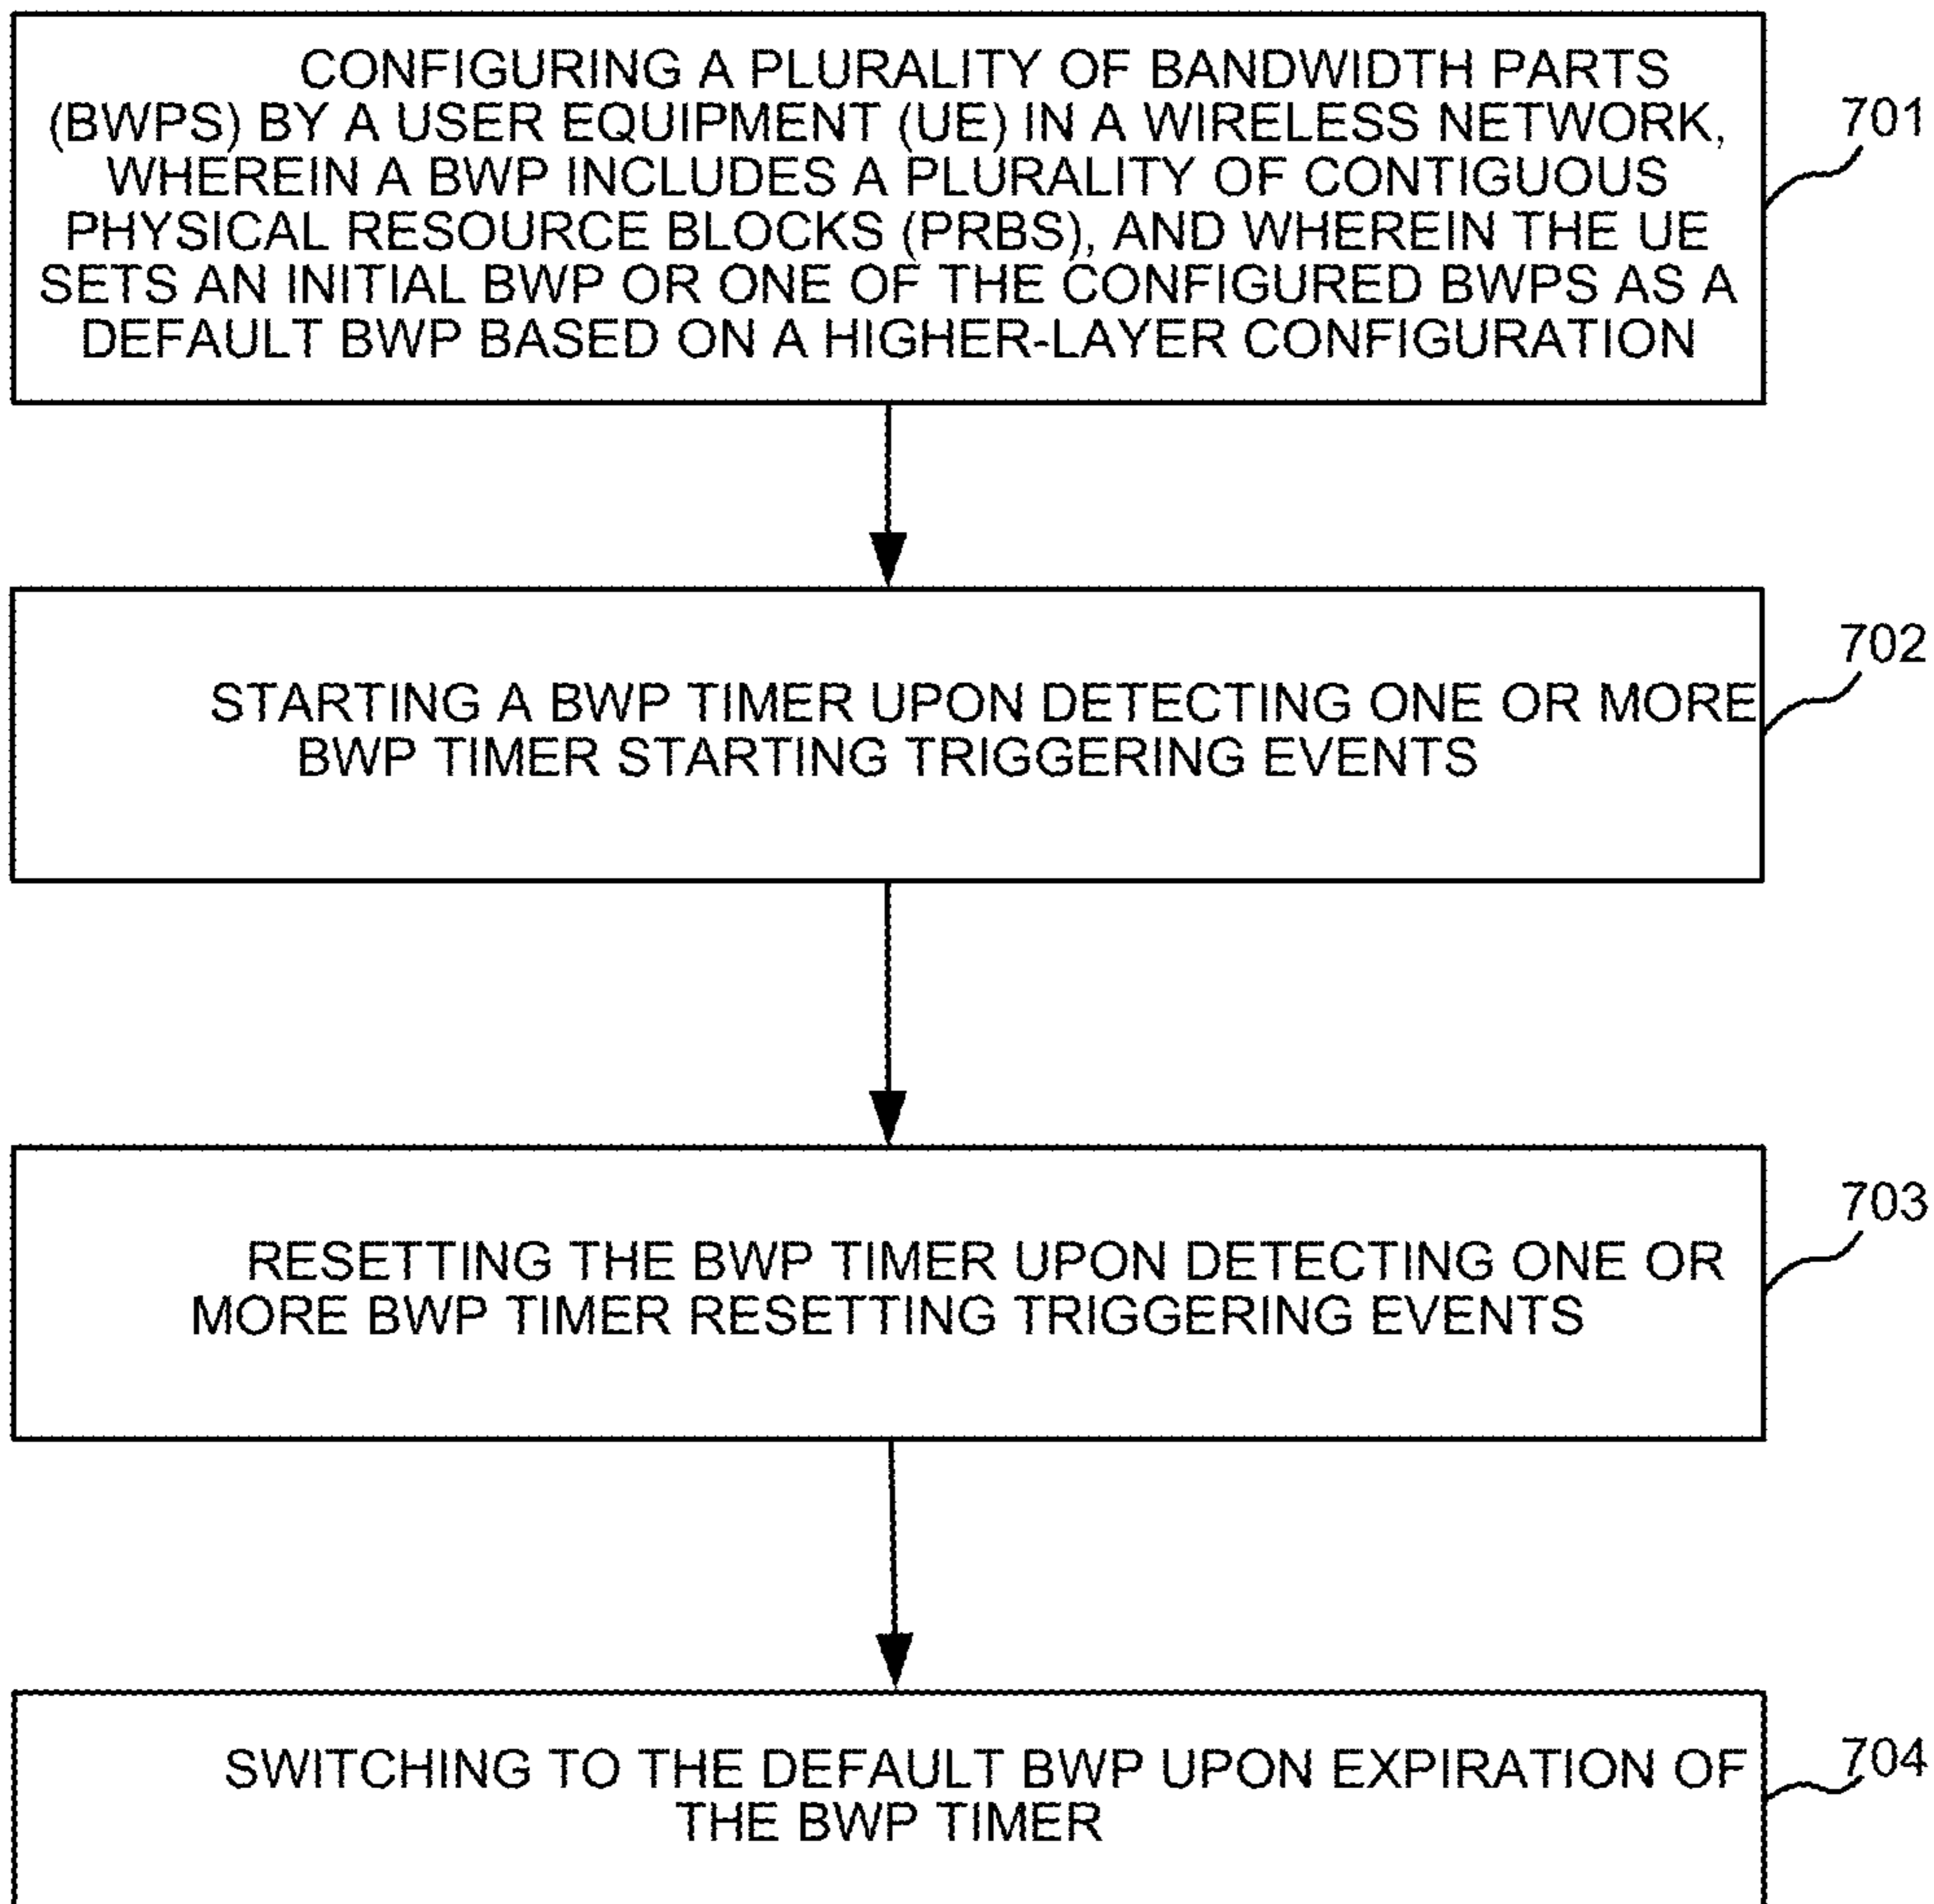 CONFIGURING A PLURALITY OF BANDWIDTH PARTS
(BWPS) BY A USER EQUIPMENT (UE) IN A WIRELESS NETWORK,
WHEREIN A BWP INCLUDES A PLURALITY OF CONTIGUOUS
PHYSICAL RESOURCE BLOCKS (PRBS), AND WHEREIN THE UE
SETS AN INITIAL BWP OR ONE OF THE CONFIGURED BWPS AS A
DEFAULT BWP BASED ON A HIGHER-LAYER CONFIGURATION
701
STARTING A BWP TIMER UPON DETECTING ONE OR MORE
BWP TIMER STARTING TRIGGERING EVENTS
702
RESETTING THE BWP TIMER UPON DETECTING ONE OR
MORE BWP TIMER RESETTING TRIGGERING EVENTS
703
SWITCHING TO THE DEFAULT BWP UPON EXPIRATION OF
THE BWP TIMER
704